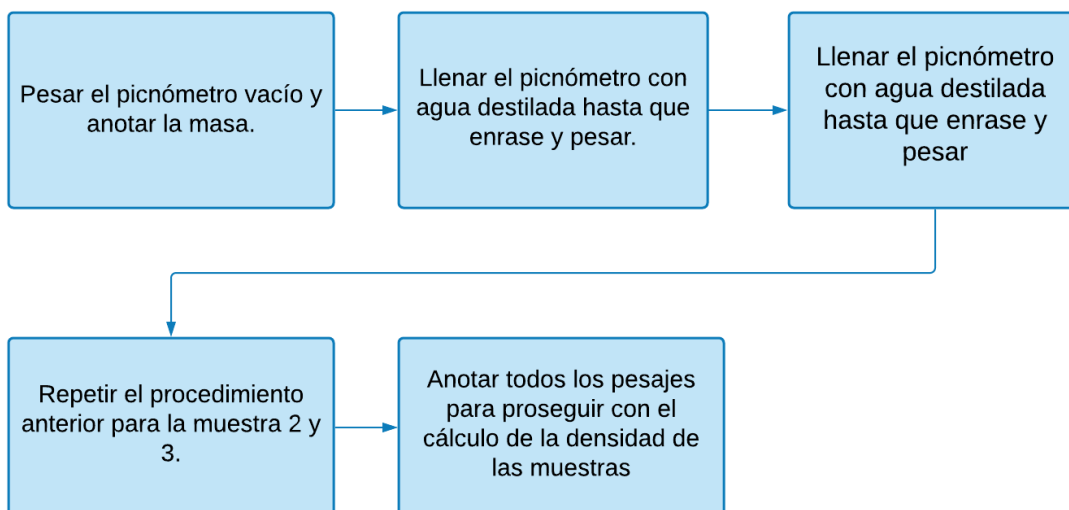 Pesar el picnómetro vacío y
anotar la masa.
Llenar el picnómetro con
agua destilada hasta que
enrase y pesar.
Llenar el picnómetro
con agua destilada
hasta que enrase y
pesar
Repetir el procedimiento
anterior para la muestra 2 y
3.
Anotar todos los pesajes
para proseguir con el
cálculo de la densidad de
las muestras